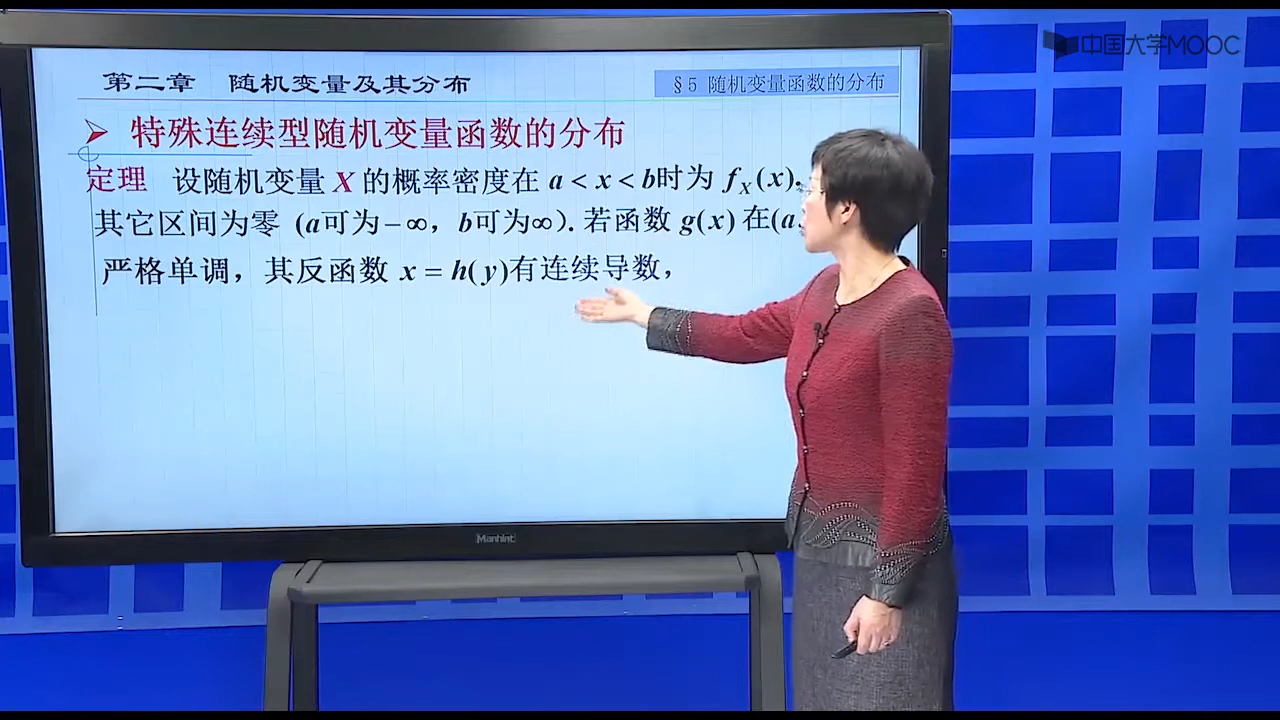 中国大学MOOC
第二章 随机变量及其分布
§5 随机变量函数的分布
特殊连续型随机变量函数的分布
定理 设随机变量 X 的概率密度在 a < x < b时为 f_X(x),
其它区间为零 (a可为−∞, b可为∞). 若函数 g(x) 在(a,
严格单调, 其反函数 x = h(y)有连续导数,
Manhint